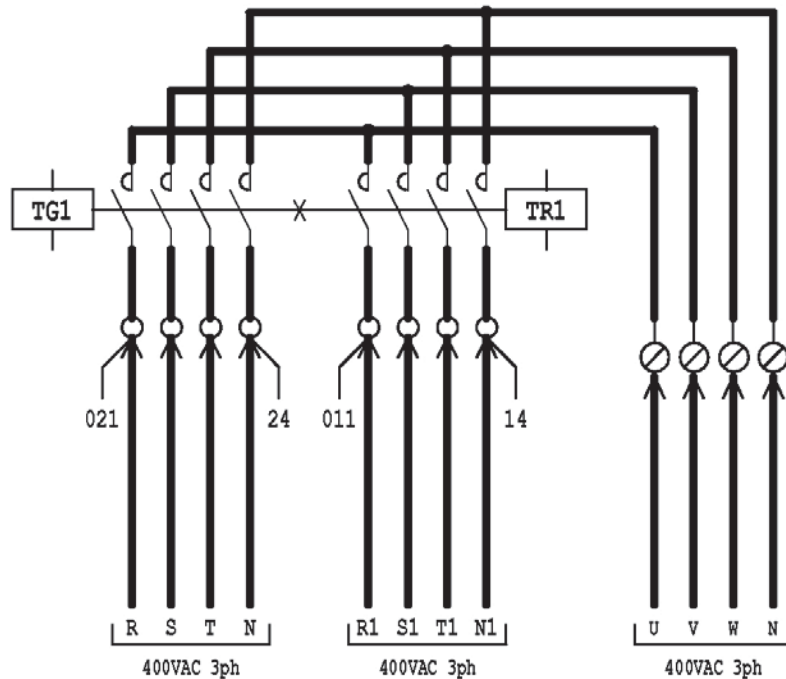 TG1 TR1
021 24 011 14
R S T N R1 S1 T1 N1 U V W N
400VAC 3ph 400VAC 3ph 400VAC 3ph